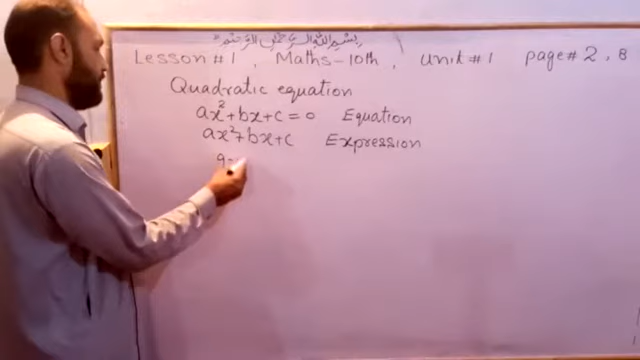 بسم اللہ الرحمٰن الرحیم
Lesson #1, Maths-10th, Unit #1 page# 2, 8
Quadratic equation
ax²+bx+c=0 Equation
ax²+bx+c Expression